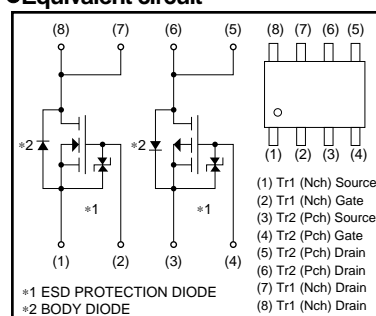 ●Equivalent circuit
(8) (7) (6) (5)
(8) (7) (6) (5)
*2 *2
*1 *1
(1) (2) (3) (4)
(1) (2) (3) (4)
(1) Tr1 (Nch) Source
(2) Tr1 (Nch) Gate
(3) Tr2 (Pch) Source
(4) Tr2 (Pch) Gate
(5) Tr2 (Pch) Drain
(6) Tr2 (Pch) Drain
(7) Tr1 (Nch) Drain
(8) Tr1 (Nch) Drain
*1 ESD PROTECTION DIODE
*2 BODY DIODE